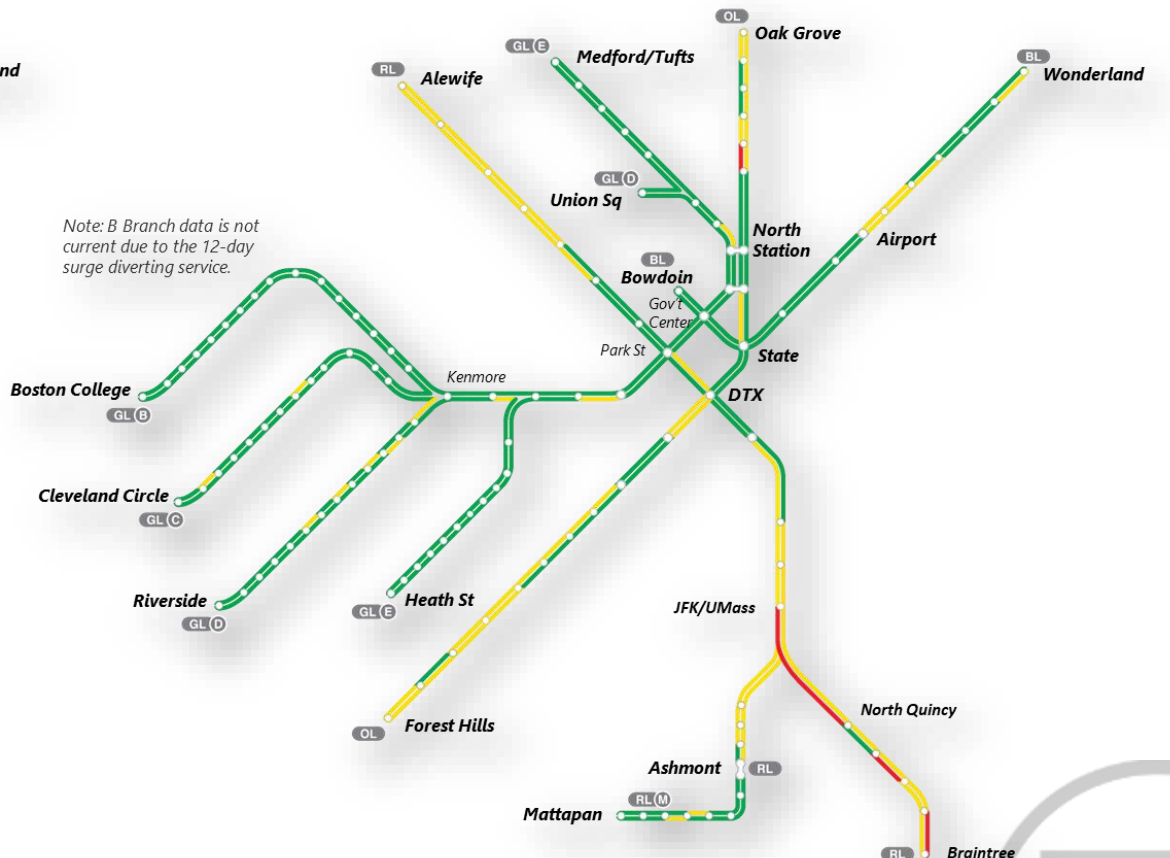 nd
OL
Oak Grove
GL E
Medford/Tufts
BL
Wonderland
RL
Alewife
GL D
Union Sq
Note: B Branch data is not
current due to the 12-day
surge diverting service.
North
Station
Airport
BL
Bowdoin
Gov't
Center
Park St
State
Boston College
GL B
Kenmore
DTX
Cleveland Circle
GL C
Riverside
GL D
Heath St
GL E
JFK/UMass
North Quincy
Forest Hills
OL
Ashmont
RL
RL M
Mattapan
RL
Braintree